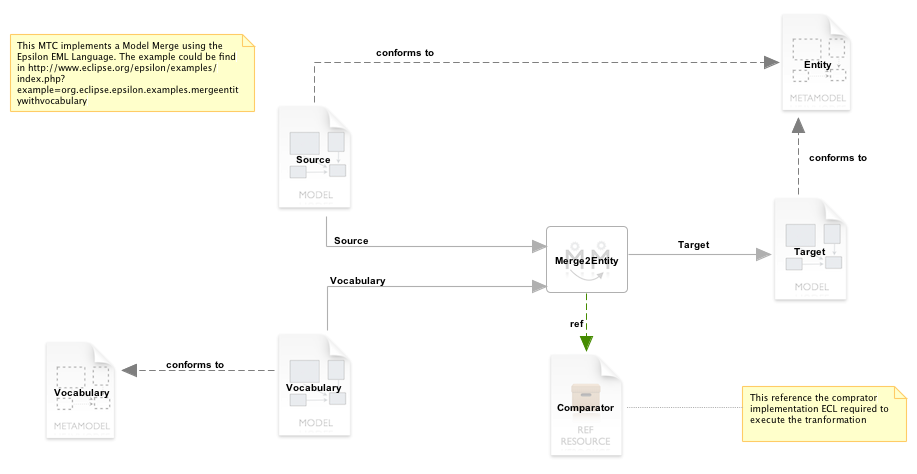 This MTC implements a Model Merge using the
Epsilon EML Language. The example could be find
in http://www.eclipse.org/epsilon/examples/
index.php?
example=org.eclipse.epsilon.examples.mergeentit
ywithvocabulary
conforms to
Entity
METAMODEL
Source
MODEL
conforms to
Source
Merge2Entity
Target
Target
MODEL
Vocabulary
ref
conforms to
Vocabulary
METAMODEL
Vocabulary
MODEL
Comparator
REF
RESOURCE
This reference the comprator
implementation ECL required to
execute the tranformation